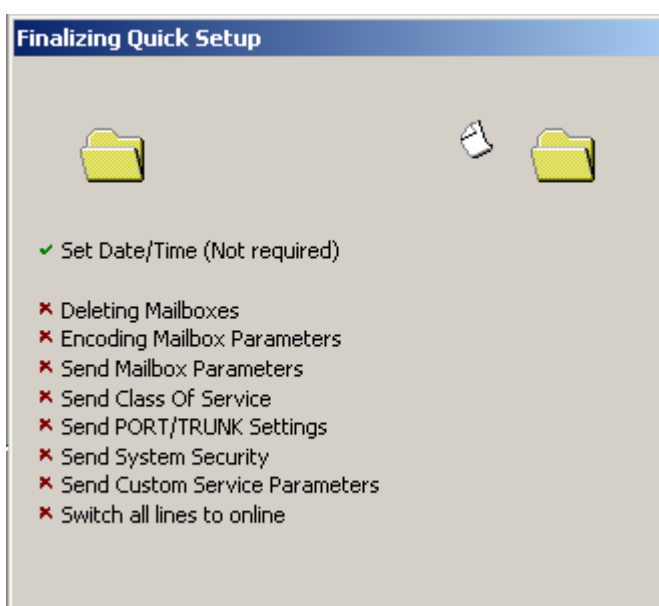 Finalizing Quick Setup
Set Date/Time (Not required)
Deleting Mailboxes
Encoding Mailbox Parameters
Send Mailbox Parameters
Send Class Of Service
Send PORT/TRUNK Settings
Send System Security
Send Custom Service Parameters
Switch all lines to online